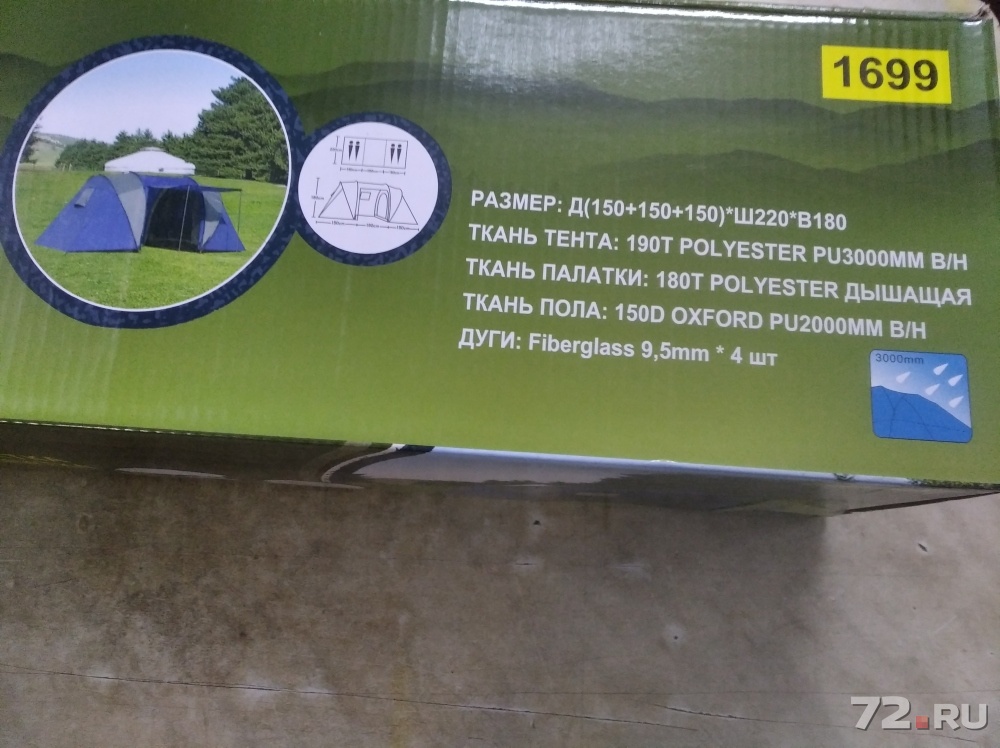 1699
РАЗМЕР: Д(150+150+150)*Ш220*В180
ТКАНЬ ТЕНТА: 190T POLYESTER PU3000MM В/Н
ТКАНЬ ПАЛАТКИ: 180T POLYESTER ДЫШАЩАЯ
ТКАНЬ ПОЛА: 150D OXFORD PU2000MM В/Н
ДУГИ: Fiberglass 9,5mm * 4 шт
3000mm
72.RU